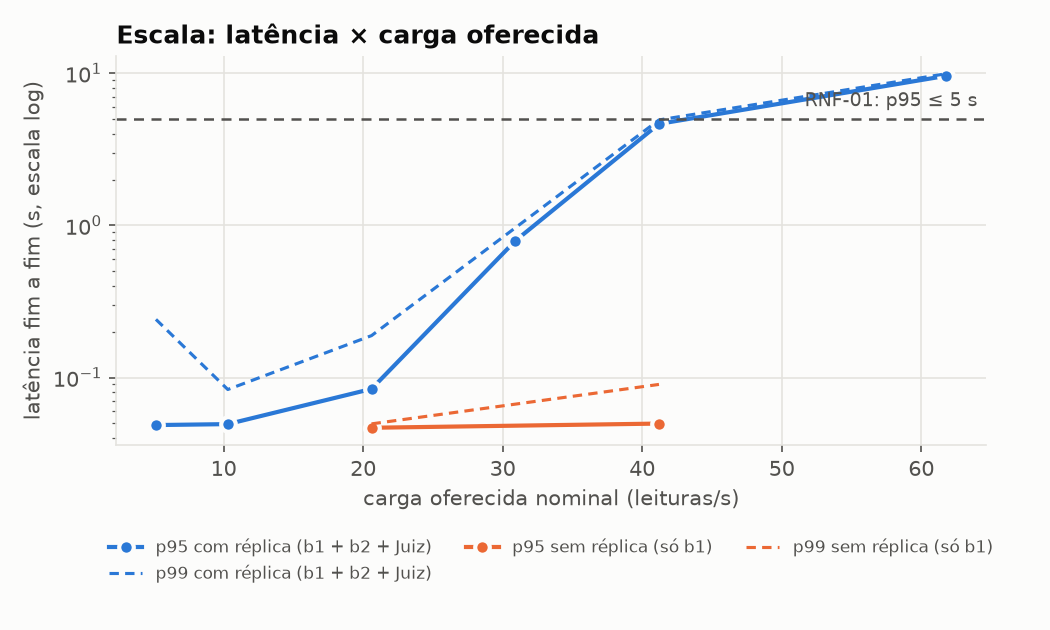 Escala: latência × carga oferecida
latência fim a fim (s, escala log)
10¹
10⁰
10⁻¹
RNF-01: p95 ≤ 5 s
10 20 30 40 50 60
carga oferecida nominal (leituras/s)
p95 com réplica (b1 + b2 + Juiz) p95 sem réplica (só b1) p99 sem réplica (só b1)
p99 com réplica (b1 + b2 + Juiz)